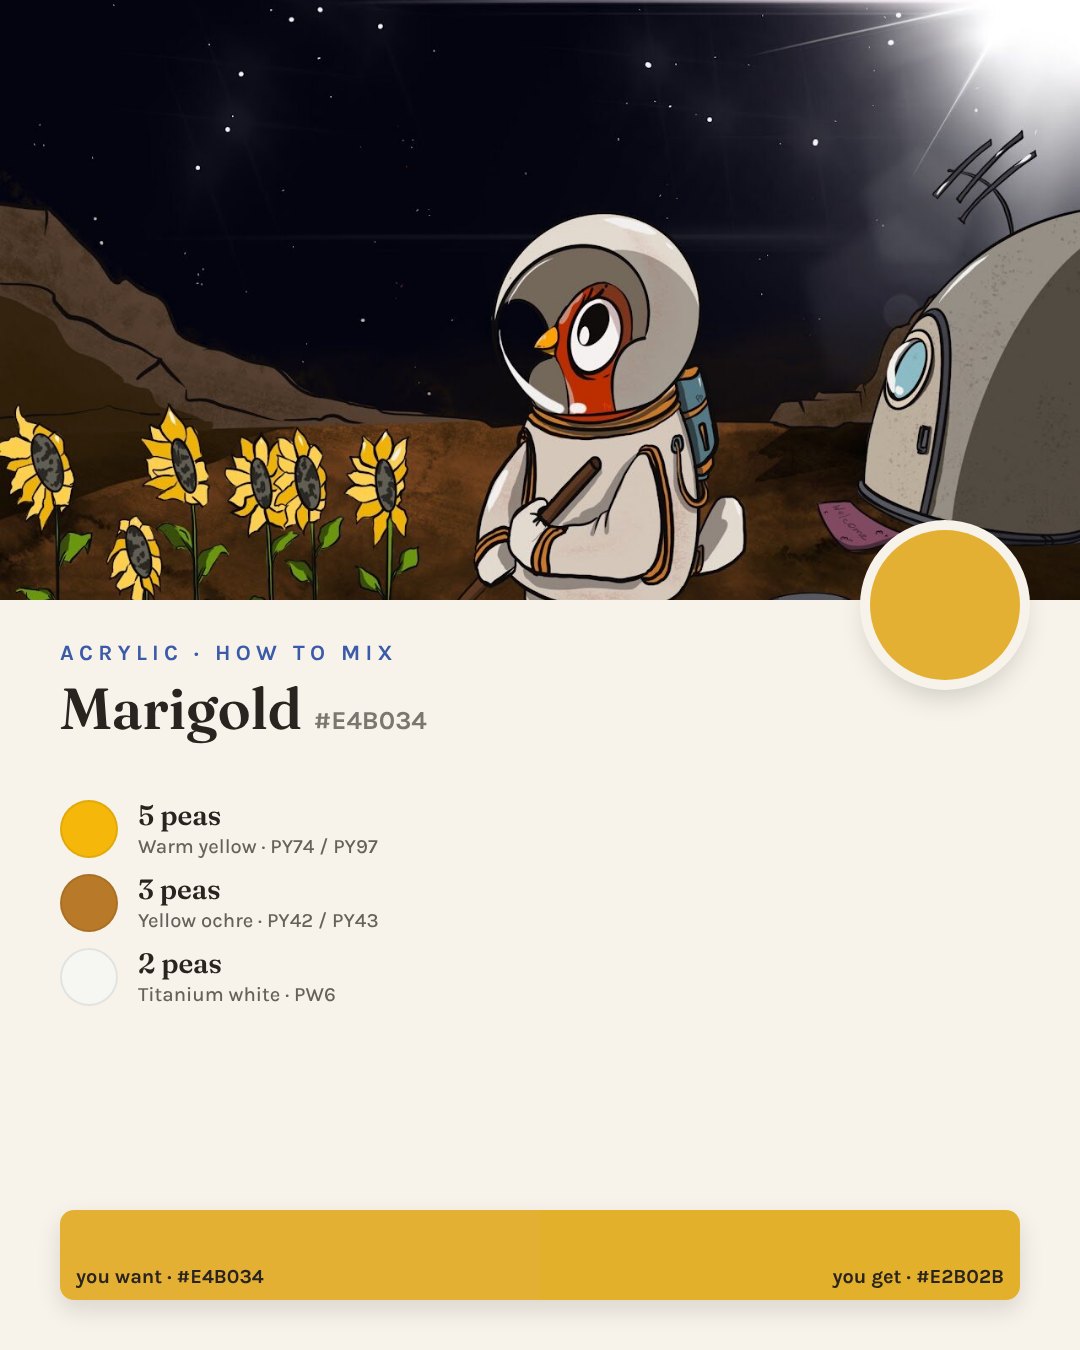 Welcome
ACRYLIC · HOW TO MIX
Marigold #E4B034
5 peas
Warm yellow · PY74 / PY97
3 peas
Yellow ochre · PY42 / PY43
2 peas
Titanium white · PW6
you want · #E4B034
you get · #E2B02B